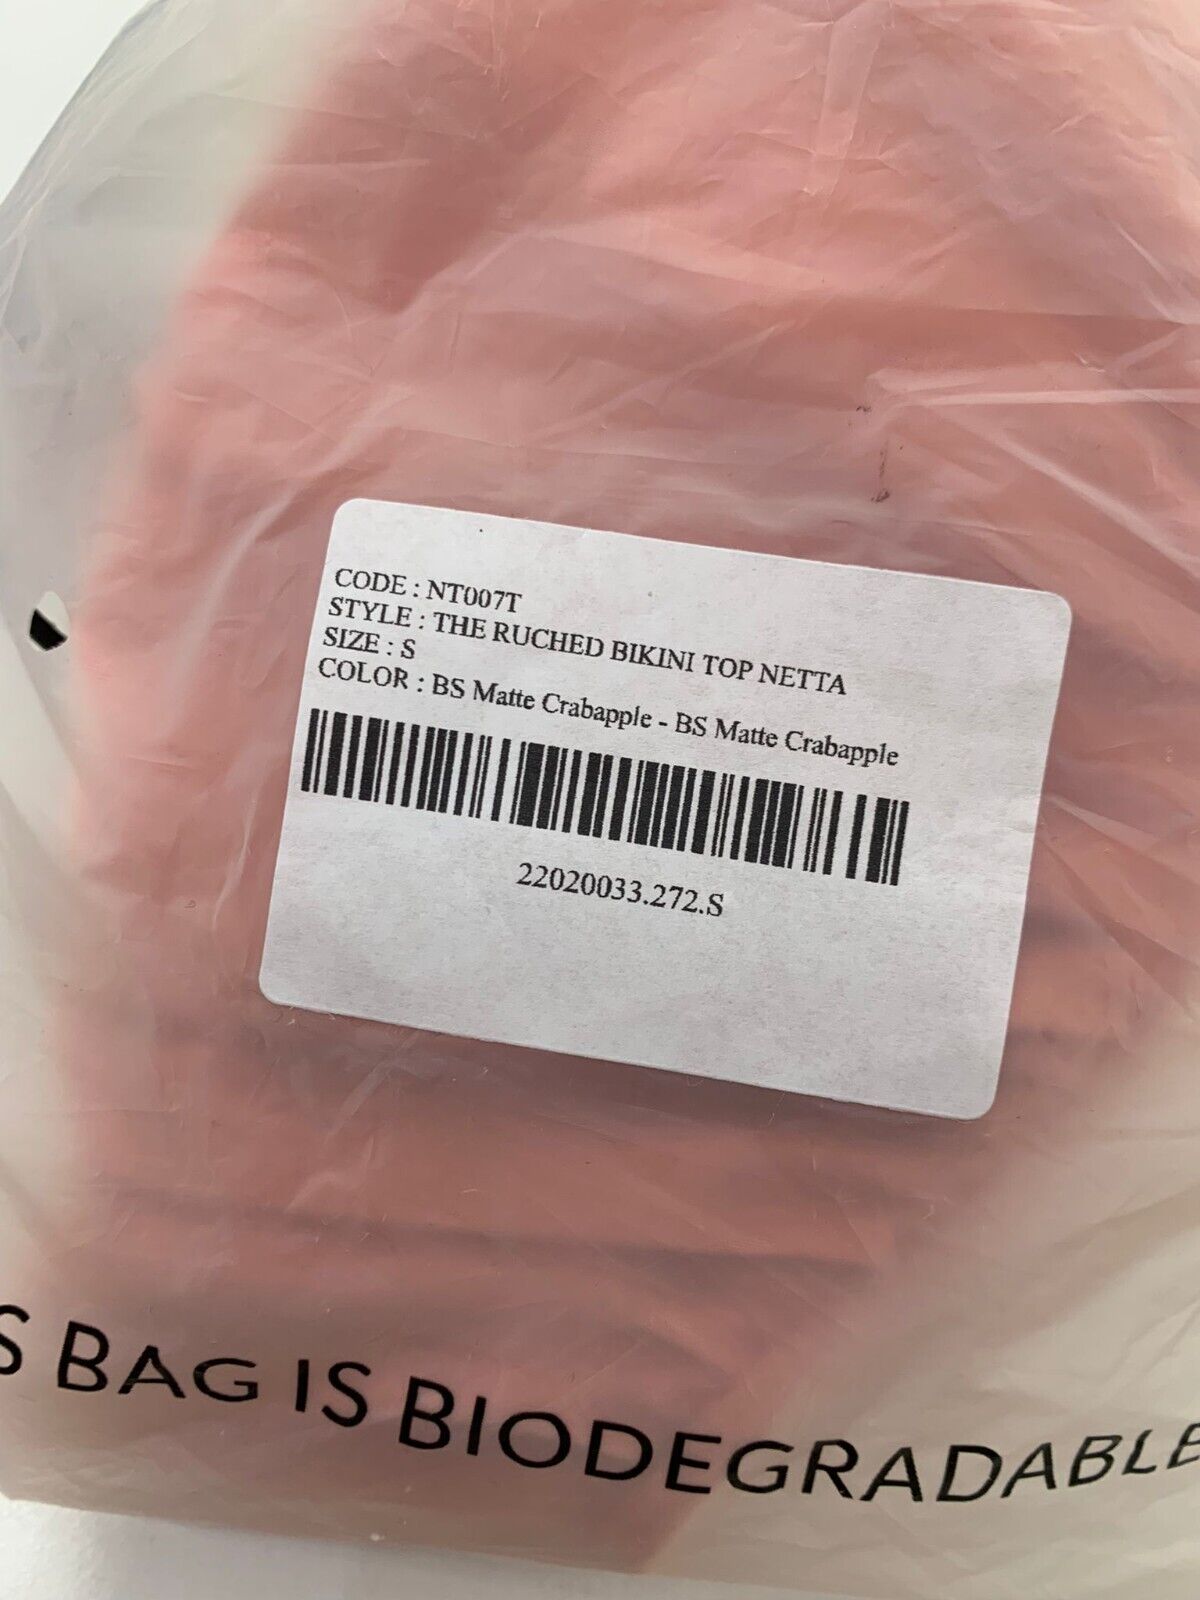 CODE : NT007T
STYLE : THE RUCHED BIKINI TOP NETTA
SIZE : S
COLOR : BS Matte Crabapple - BS Matte Crabapple
22020033.272.S
S BAG IS BIODEGRADABLE